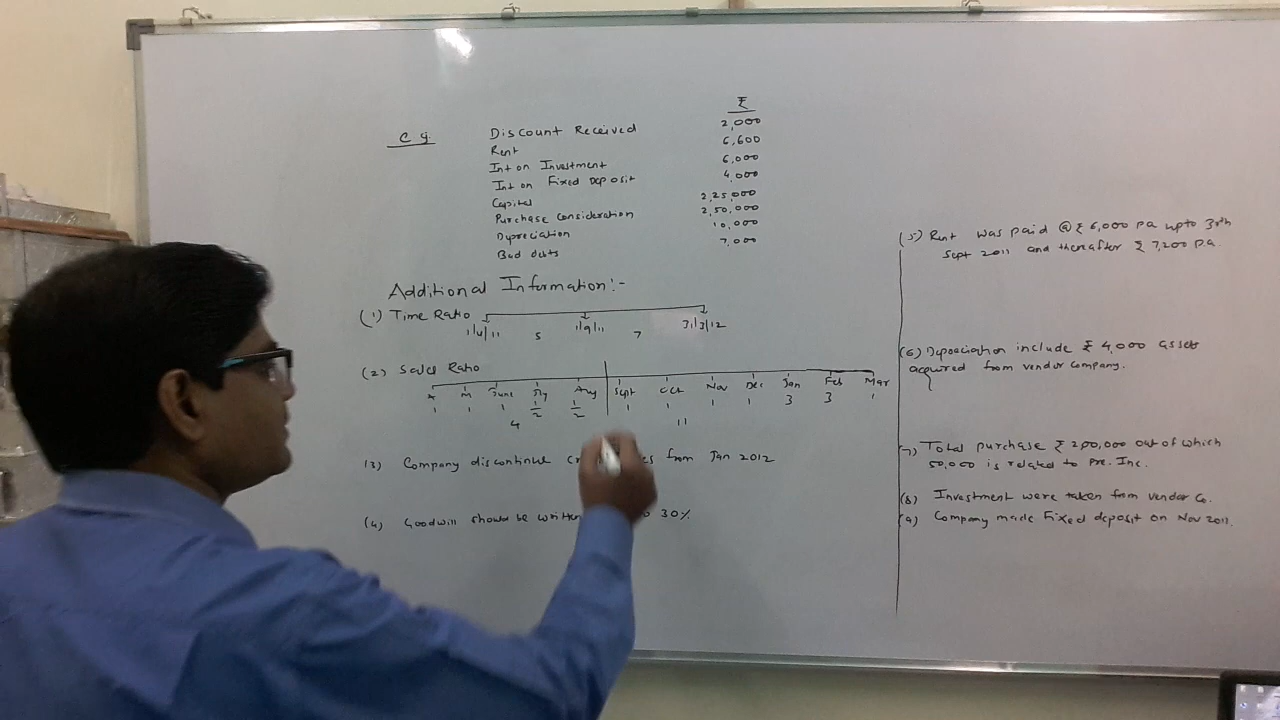 e g.
₹
Discount Received 2,000
Rent 6,600
Int on Investment 6,000
Int on Fixed Deposit 4,000
Capital 2,25,000
Purchase consideration 2,50,000
Depreciation 10,000
Bad debts 7,000
Additional Information:-
(1) Time Ratio
1/4/11 5 1/9/11 7 31/3/12
(2) Sales Ratio
A M June Jly Aug Sept Oct Nov Dec Jan Feb Mar
1 1 1 1/2 1/2 1 1 1 1 3 3 1
4 11
(3) Company discontinue from Jan 2012
(4) Goodwill should be written 30%
(5) Rent was paid @ ₹ 6,000 pa upto 30th
Sept 2011 and thereafter ₹ 7,200 p.a.
(6) Depreciation include ₹ 4,000 assets
acquired from vendor company.
7) Total purchase ₹ 200,000 out of which
50,000 is related to Pre. Inc.
(8) Investment were taken from vendor Co.
(9) Company made Fixed deposit on Nov 2011.